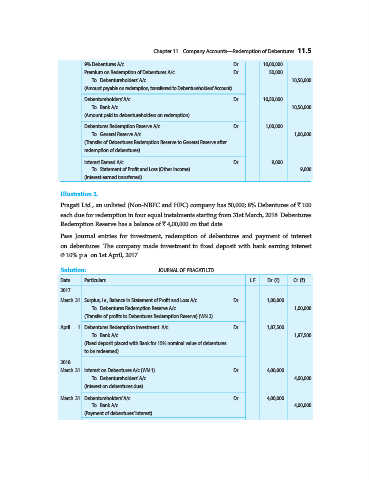 Chapter 11 Company Accounts—Redemption of Debentures 11.5
9% Debentures A/c Dr 10,00,000
Premium on Redemption of Debentures A/c Dr 50,000
To Debentureholders' A/c 10,50,000
(Amount payable on redemption, transferred to Debentureholders' Account)
Debentureholders' A/c Dr 10,50,000
To Bank A/c 10,50,000
(Amount paid to debentureholders on redemption)
Debentures Redemption Reserve A/c Dr 1,00,000
To General Reserve A/c 1,00,000
(Transfer of Debentures Redemption Reserve to General Reserve after
redemption of debentures)
Interest Earned A/c Dr 9,000
To Statement of Profit and Loss (Other Income) 9,000
(Interest earned transferred)
Illustration 2.
Pragati Ltd., an unlisted (Non-NBFC and HFC) company has 50,000; 8% Debentures of ₹ 100
each due for redemption in four equal instalments starting from 31st March, 2018. Debentures
Redemption Reserve has a balance of ₹ 4,00,000 on that date.
Pass Journal entries for investment, redemption of debentures and payment of interest
on debentures. The company made investment in fixed deposit with bank earning interest
@ 10% p.a. on 1st April, 2017.
Solution: JOURNAL OF PRAGATI LTD.
Date Particulars L.F. Dr. (₹) Cr. (₹)
2017
March 31 Surplus, i.e., Balance in Statement of Profit and Loss A/c Dr 1,00,000
To Debentures Redemption Reserve A/c 1,00,000
(Transfer of profits to Debentures Redemption Reserve) (WN 2)
April 1 Debentures Redemption Investment A/c Dr 1,87,500
To Bank A/c 1,87,500
(Fixed deposit placed with Bank for 15% nominal value of debentures
to be redeemed)
2018
March 31 Interest on Debentures A/c (WN 1) Dr 4,00,000
To Debentureholders' A/c 4,00,000
(Interest on debentures due)
March 31 Debentureholders' A/c Dr 4,00,000
To Bank A/c 4,00,000
(Payment of debentures' interest)